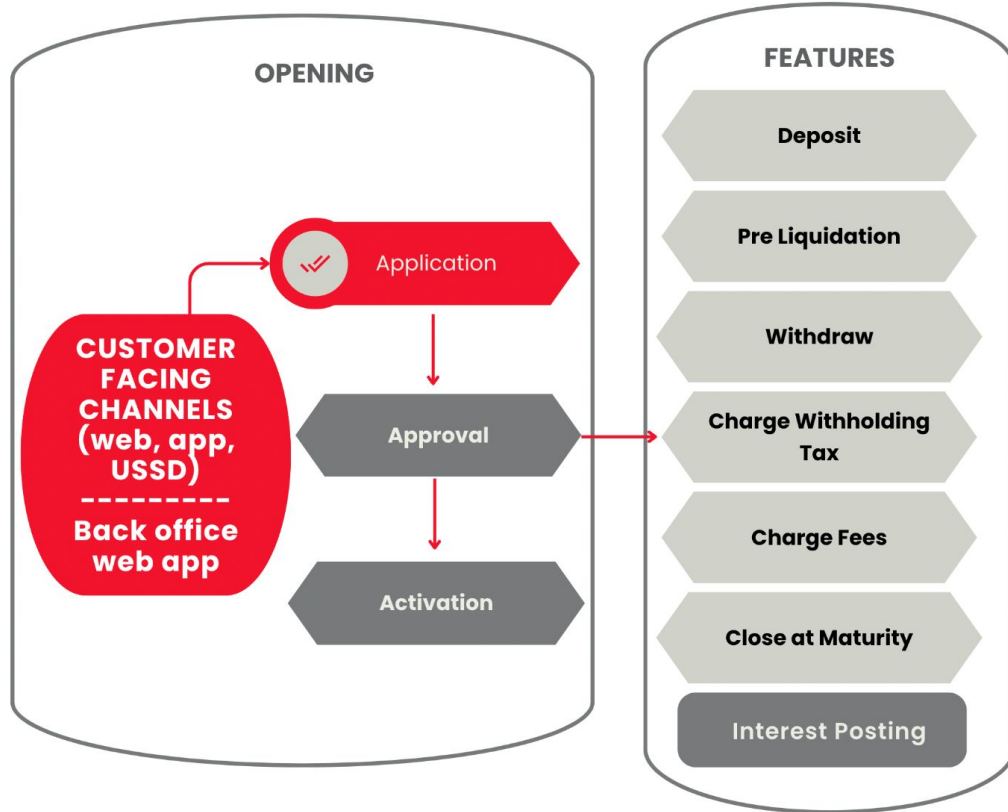 OPENING
CUSTOMER
FACING
CHANNELS
(web, app,
USSD)
---------
Back office
web app
Application
Approval
Activation
FEATURES
Deposit
Pre Liquidation
Withdraw
Charge Withholding
Tax
Charge Fees
Close at Maturity
Interest Posting